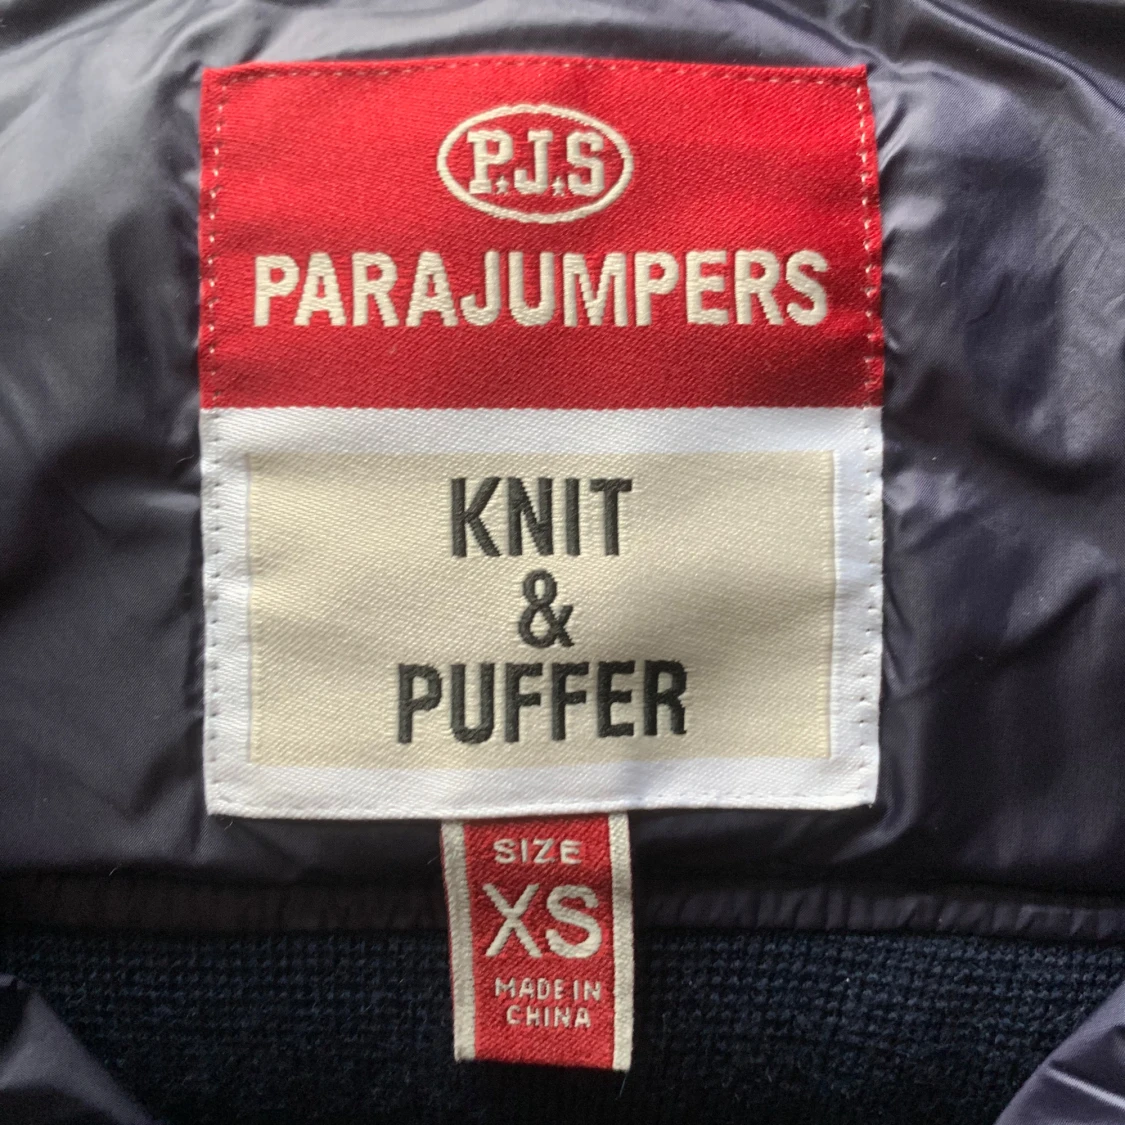 P.J.S
PARAJUMPERS
KNIT
&
PUFFER
SIZE
XS
MADE IN
CHINA